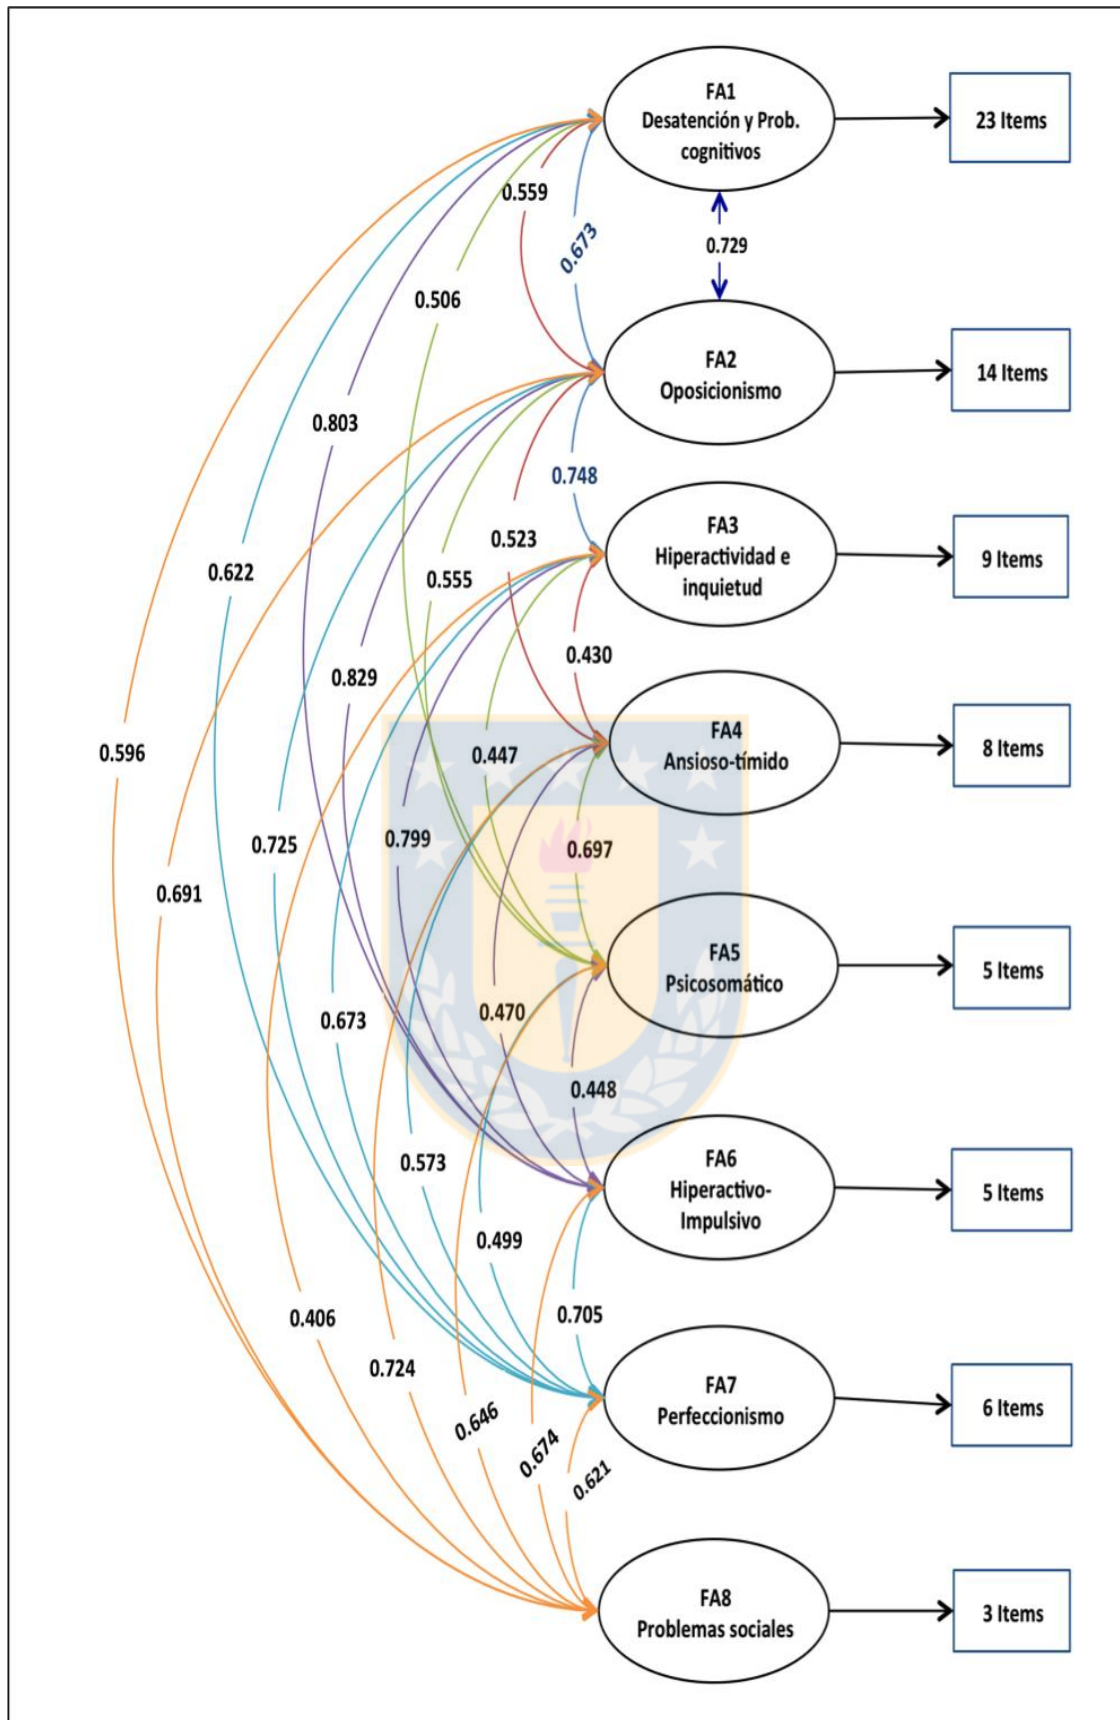 FA1
Desatención y Prob.
cognitivos
23 Items
0.559
0.673
0.729
0.506
FA2
Oposicionismo
14 Items
0.803
0.748
0.523
FA3
Hiperactividad e
inquietud
9 Items
0.622
0.555
0.430
0.829
FA4
Ansioso-tímido
8 Items
0.596
0.447
0.725
0.799
0.697
0.691
FA5
Psicosomático
5 Items
0.673
0.470
0.448
0.573
FA6
Hiperactivo-
Impulsivo
5 Items
0.499
0.406
0.705
0.724
FA7
Perfeccionismo
6 Items
0.646
0.674
0.621
FA8
Problemas sociales
3 Items